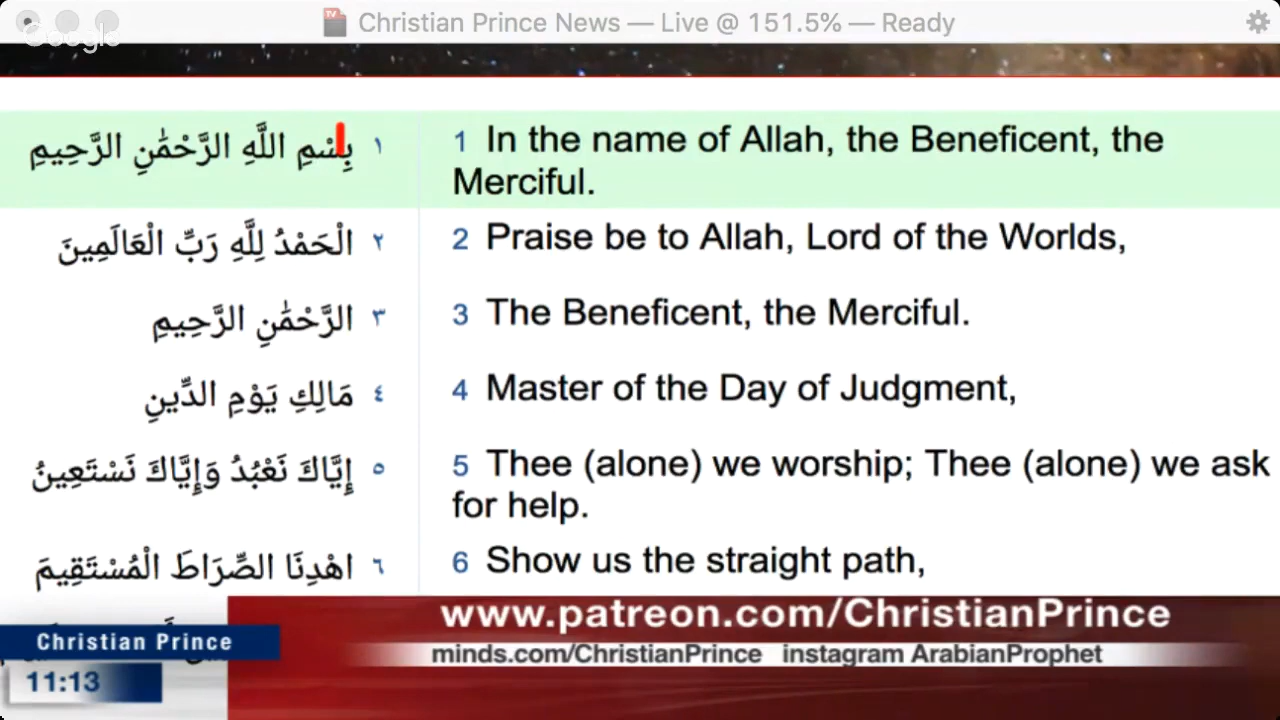 Christian Prince News — Live @ 151.5% — Ready
Google
بِسْمِ اللَّهِ الرَّحْمَٰنِ الرَّحِيمِ ١
1 In the name of Allah, the Beneficent, the
Merciful.
الْحَمْدُ لِلَّهِ رَبِّ الْعَالَمِينَ ٢
2 Praise be to Allah, Lord of the Worlds,
الرَّحْمَٰنِ الرَّحِيمِ ٣
3 The Beneficent, the Merciful.
مَالِكِ يَوْمِ الدِّينِ ٤
4 Master of the Day of Judgment,
إِيَّاكَ نَعْبُدُ وَإِيَّاكَ نَسْتَعِينُ ٥
5 Thee (alone) we worship; Thee (alone) we ask
for help.
اهْدِنَا الصِّرَاطَ الْمُسْتَقِيمَ ٦
6 Show us the straight path,
www.patreon.com/ChristianPrince
Christian Prince
minds.com/ChristianPrince instagram ArabianProphet
11:13